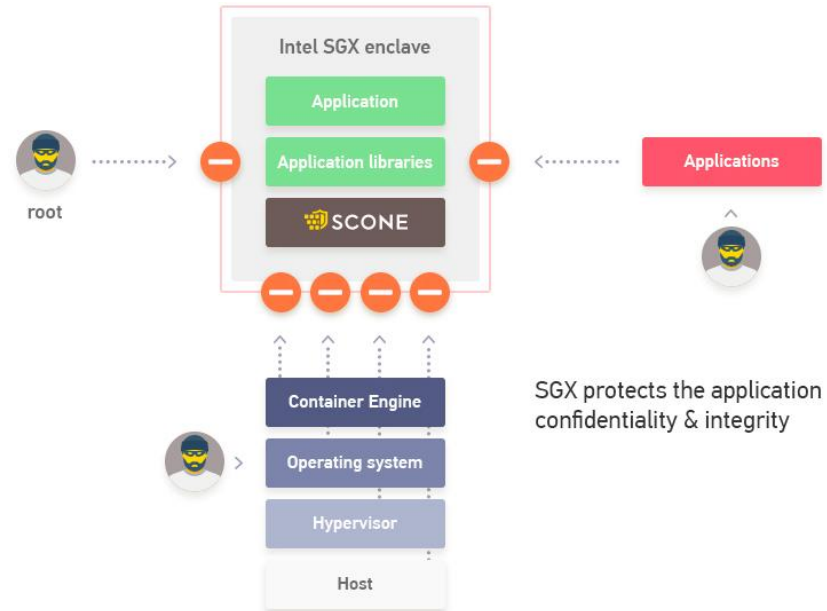 Intel SGX enclave
Application
Application libraries
SCONE
root
Applications
Container Engine
Operating system
Hypervisor
Host
SGX protects the application
confidentiality & integrity